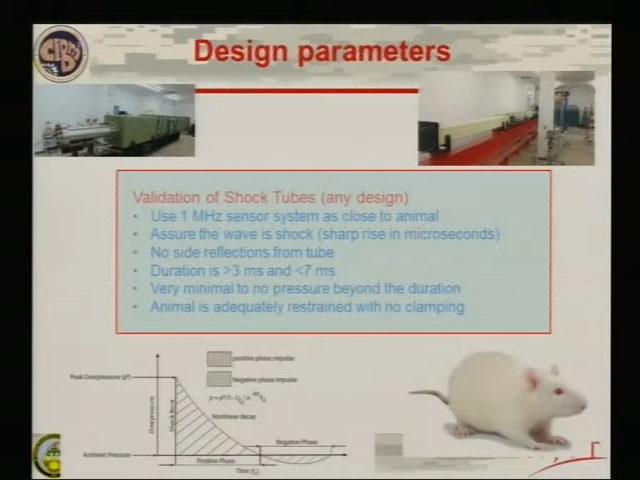 Design parameters
Validation of Shock Tubes (any design)
• Use 1 MHz sensor system as close to animal
• Assure the wave is shock (sharp rise in microseconds)
• No side reflections from tube
• Duration is >3 ms and <7 ms
• Very minimal to no pressure beyond the duration
• Animal is adequately restrained with no clamping
positive phase impulse
Negative phase impulse
Peak Overpressure
Nonlinear decay
Overpressure
Shock front
Negative Phase
Ambient Pressure
Positive Phase
Time